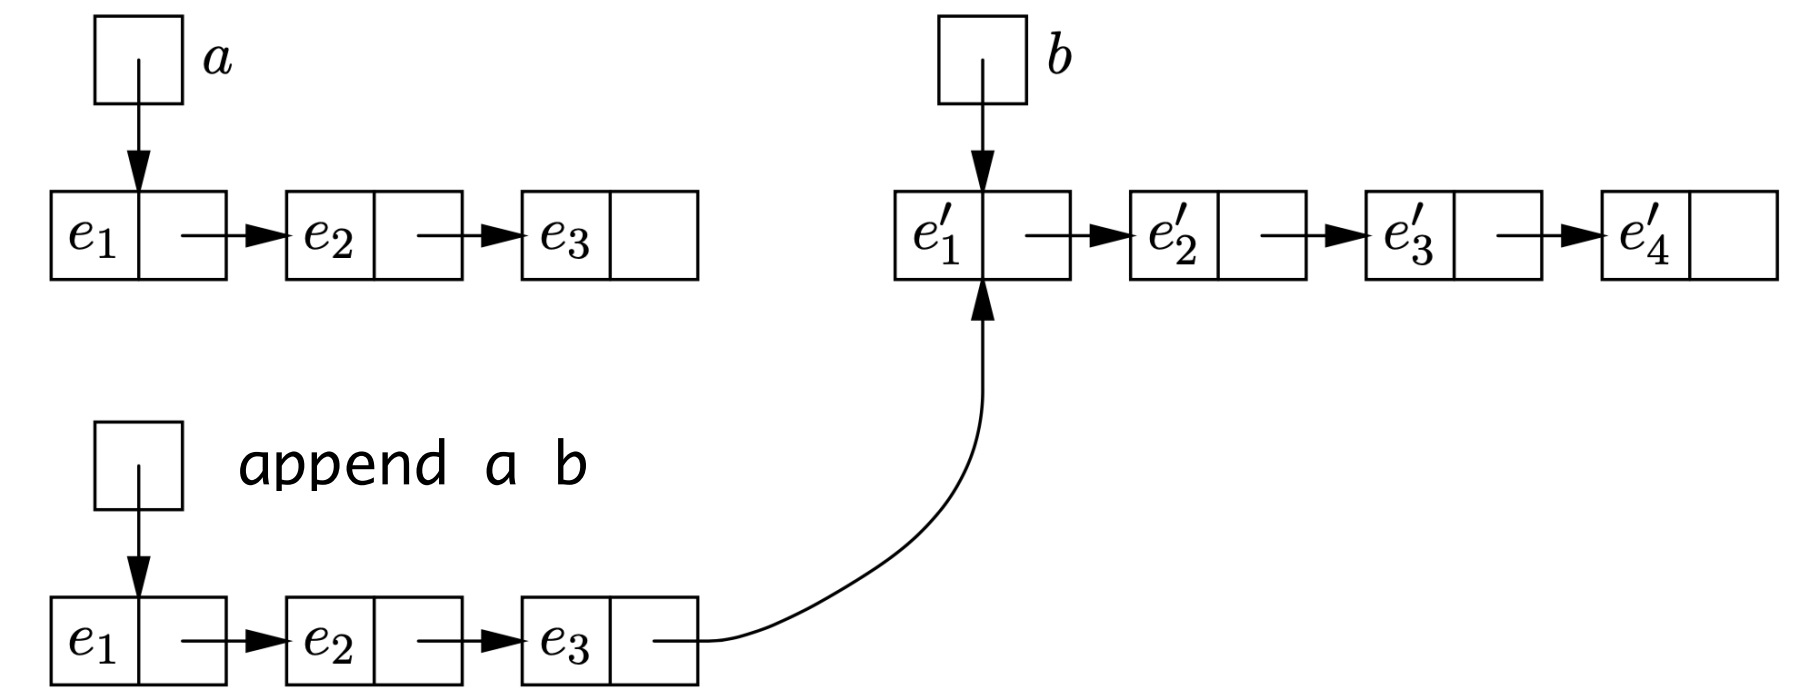 a b
e₁ e₂ e₃ e′₁ e′₂ e′₃ e′₄
append a b
e₁ e₂ e₃